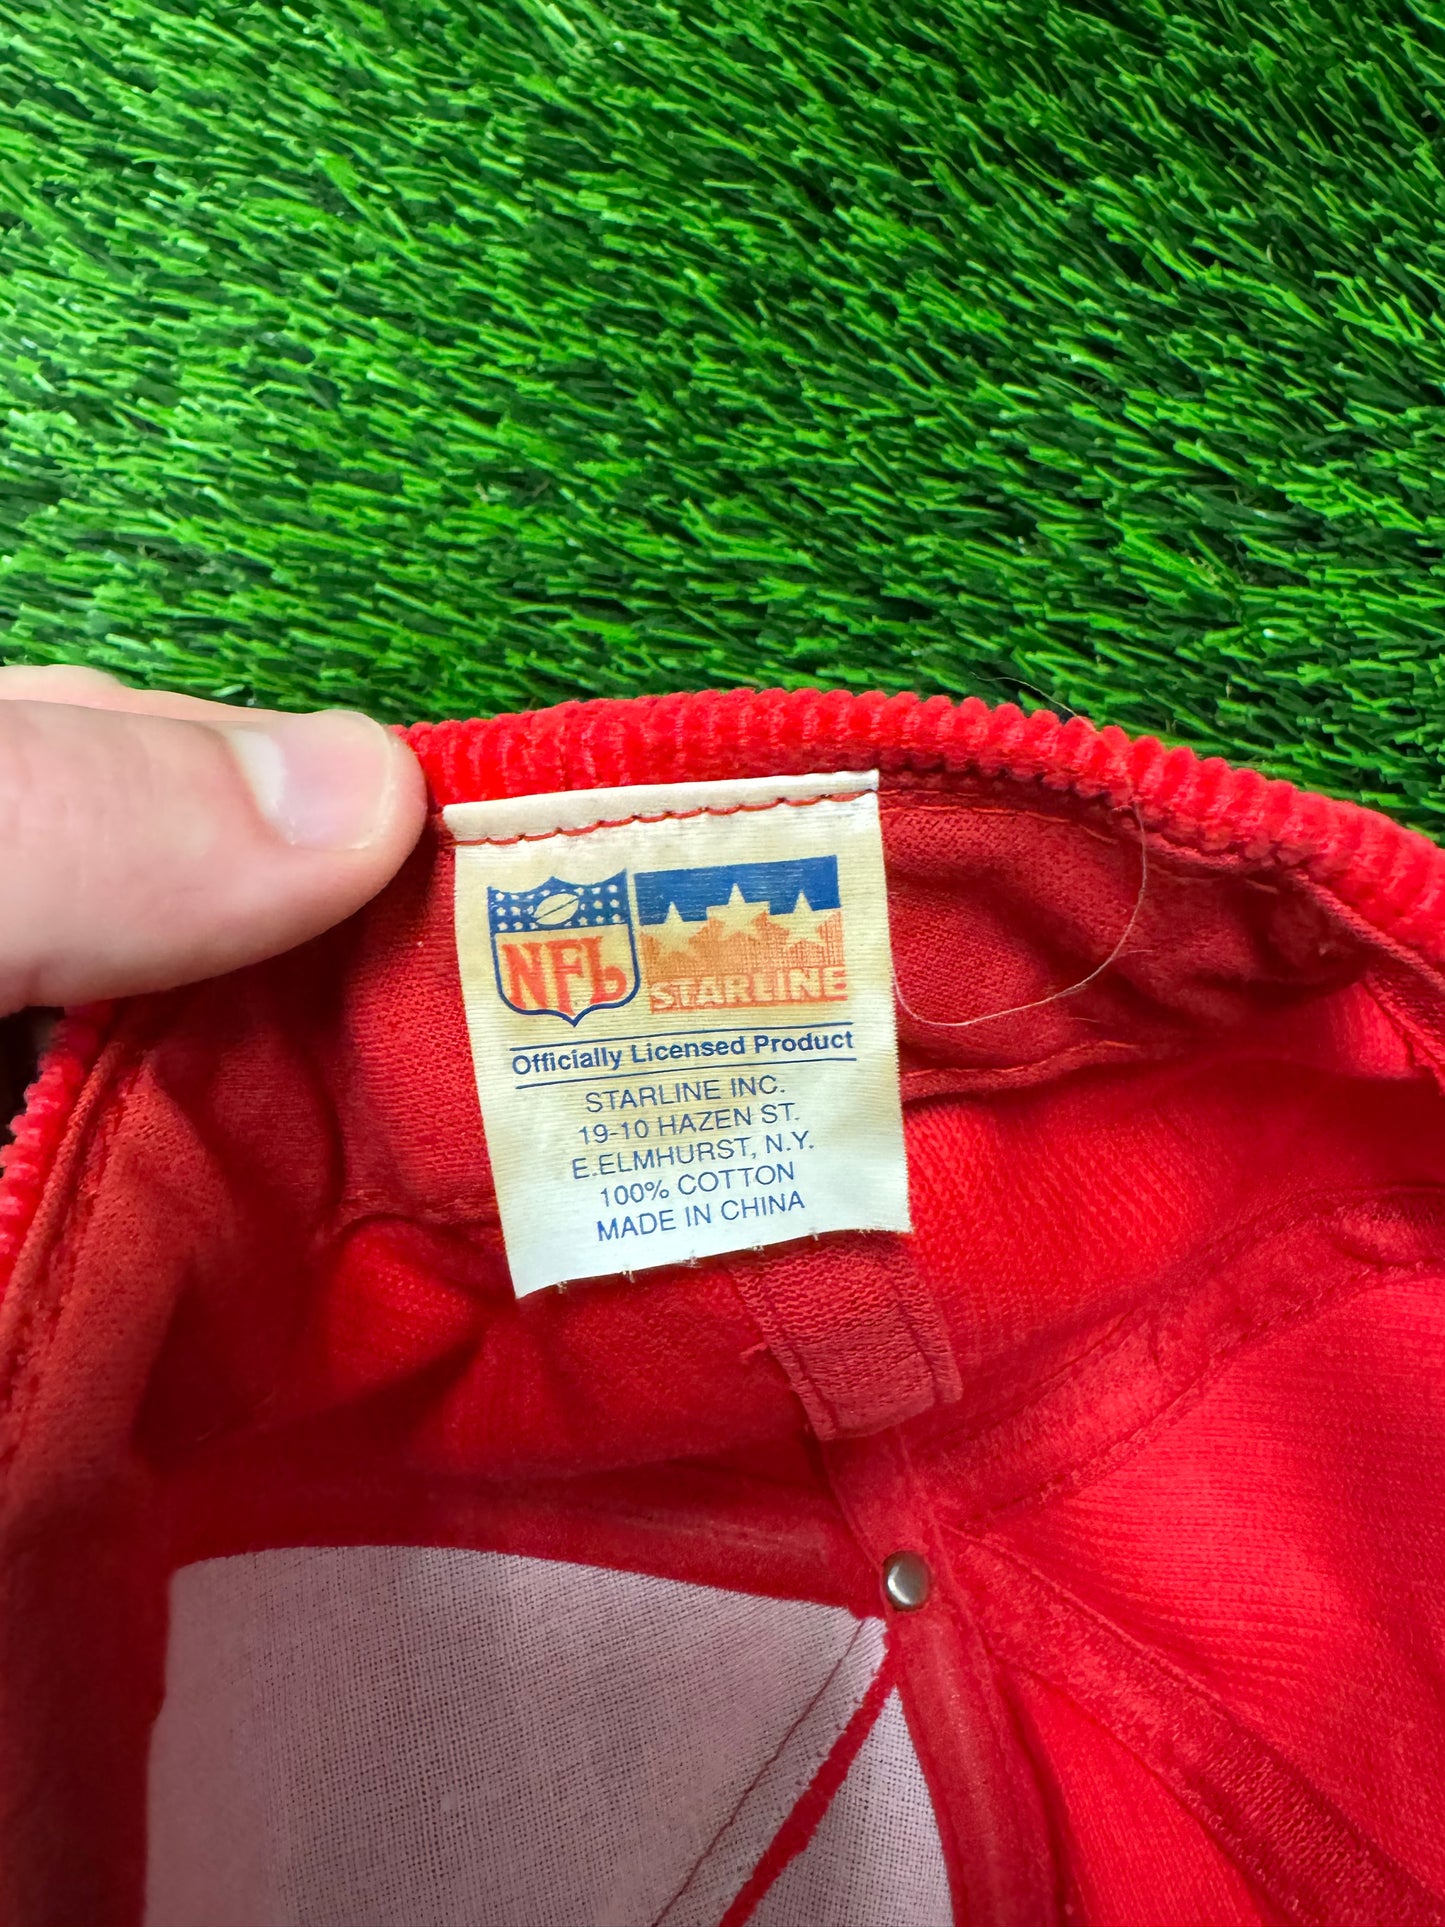 NFL STARLINE
Officially Licensed Product
STARLINE INC.
19-10 HAZEN ST.
E.ELMHURST, N.Y.
100% COTTON
MADE IN CHINA